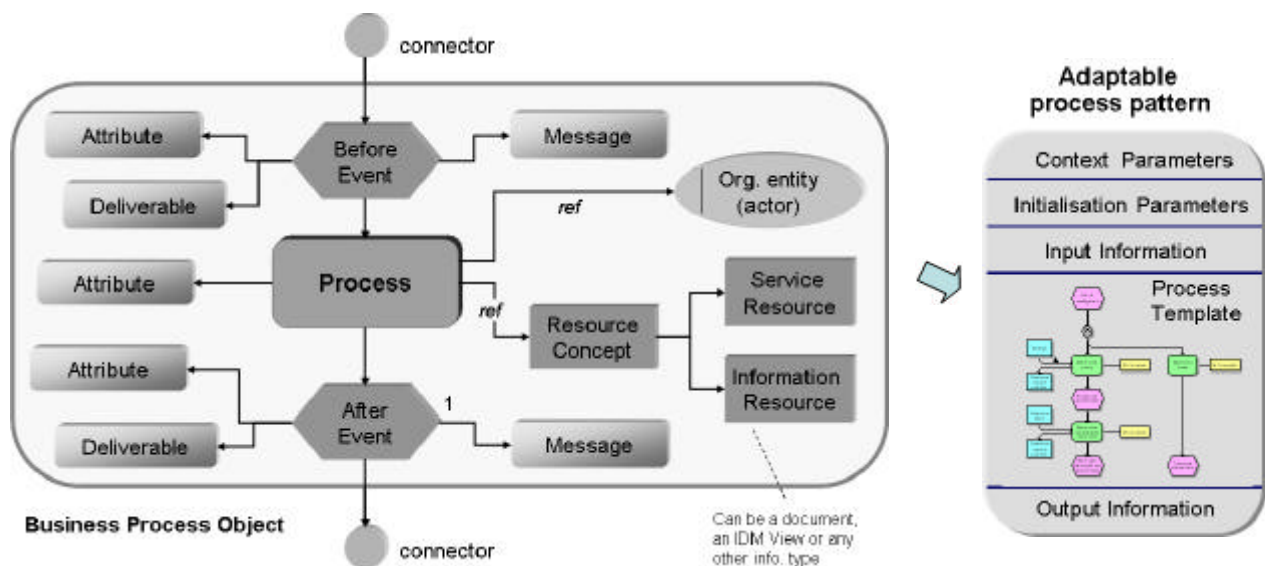 connector
Attribute
Before
Event
Message
Deliverable
ref
Org. entity
(actor)
Attribute
Process
ref
Resource
Concept
Service
Resource
Information
Resource
Attribute
After
Event
1
Deliverable
Message
Business Process Object
connector
Can be a document,
an IDM View or any
other info. type
Adaptable
process pattern
Context Parameters
Initialisation Parameters
Input Information
Process
Template
Output Information